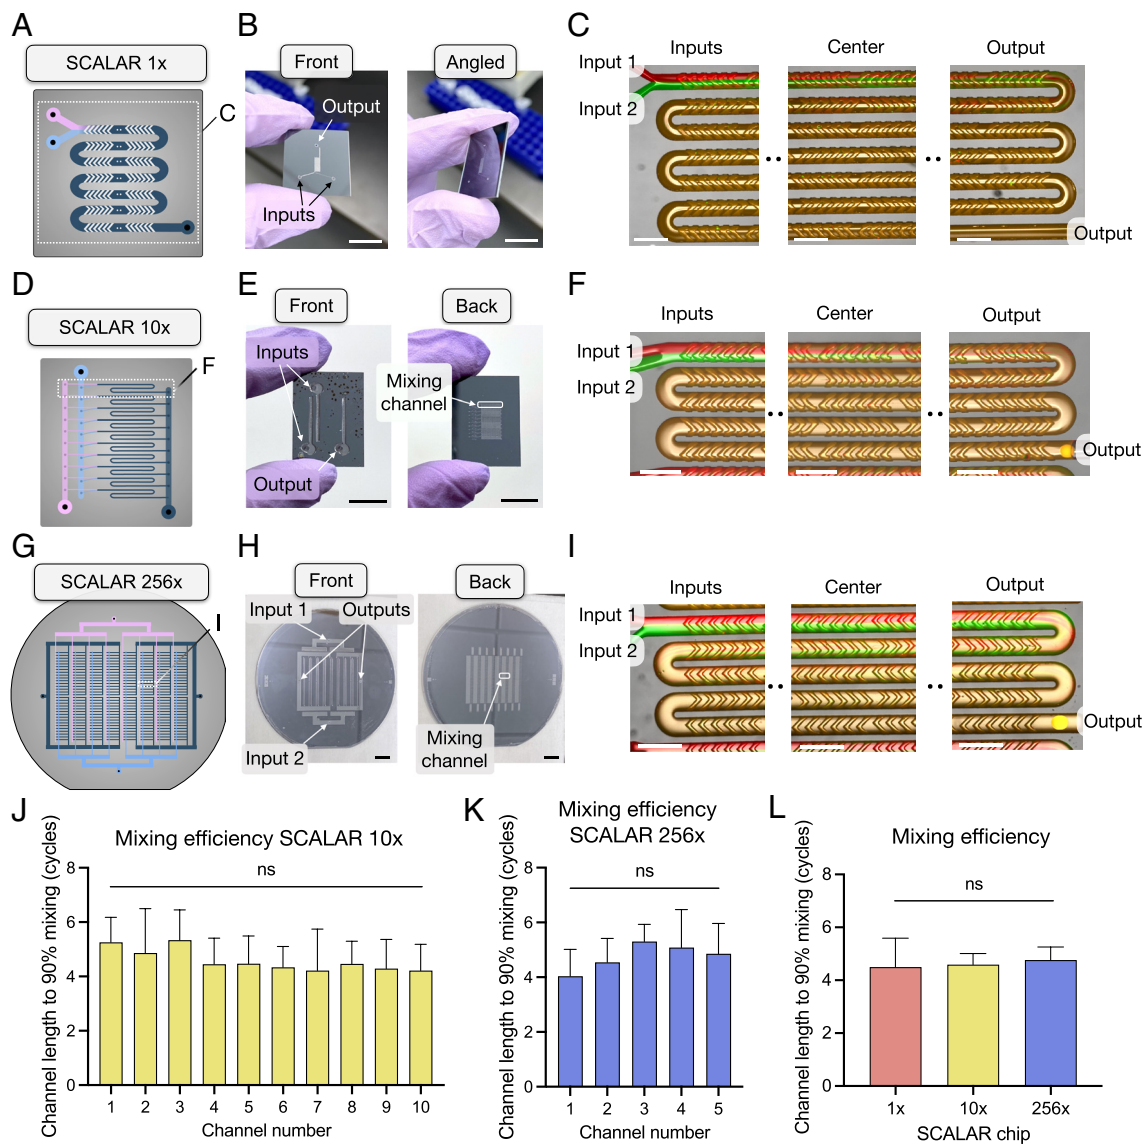 A
SCALAR 1x
C
B
Front
Angled
Output
Inputs
C
Inputs
Center
Output
Input 1
Input 2
Output
D
SCALAR 10x
F
E
Front
Back
Inputs
Mixing
channel
Output
F
Inputs
Center
Output
Input 1
Input 2
Output
G
SCALAR 256x
I
H
Front
Back
Input 1
Outputs
Mixing
channel
Input 2
I
Inputs
Center
Output
Input 1
Input 2
Output
J
Mixing efficiency SCALAR 10x
Channel length to 90% mixing (cycles)
8
6
4
2
0
ns
1 2 3 4 5 6 7 8 9 10
Channel number
K
Mixing efficiency
SCALAR 256x
Channel length to 90% mixing (cycles)
8
6
4
2
0
ns
1 2 3 4 5
Channel number
L
Mixing efficiency
Channel length to 90% mixing (cycles)
8
6
4
2
0
ns
1x 10x 256x
SCALAR chip